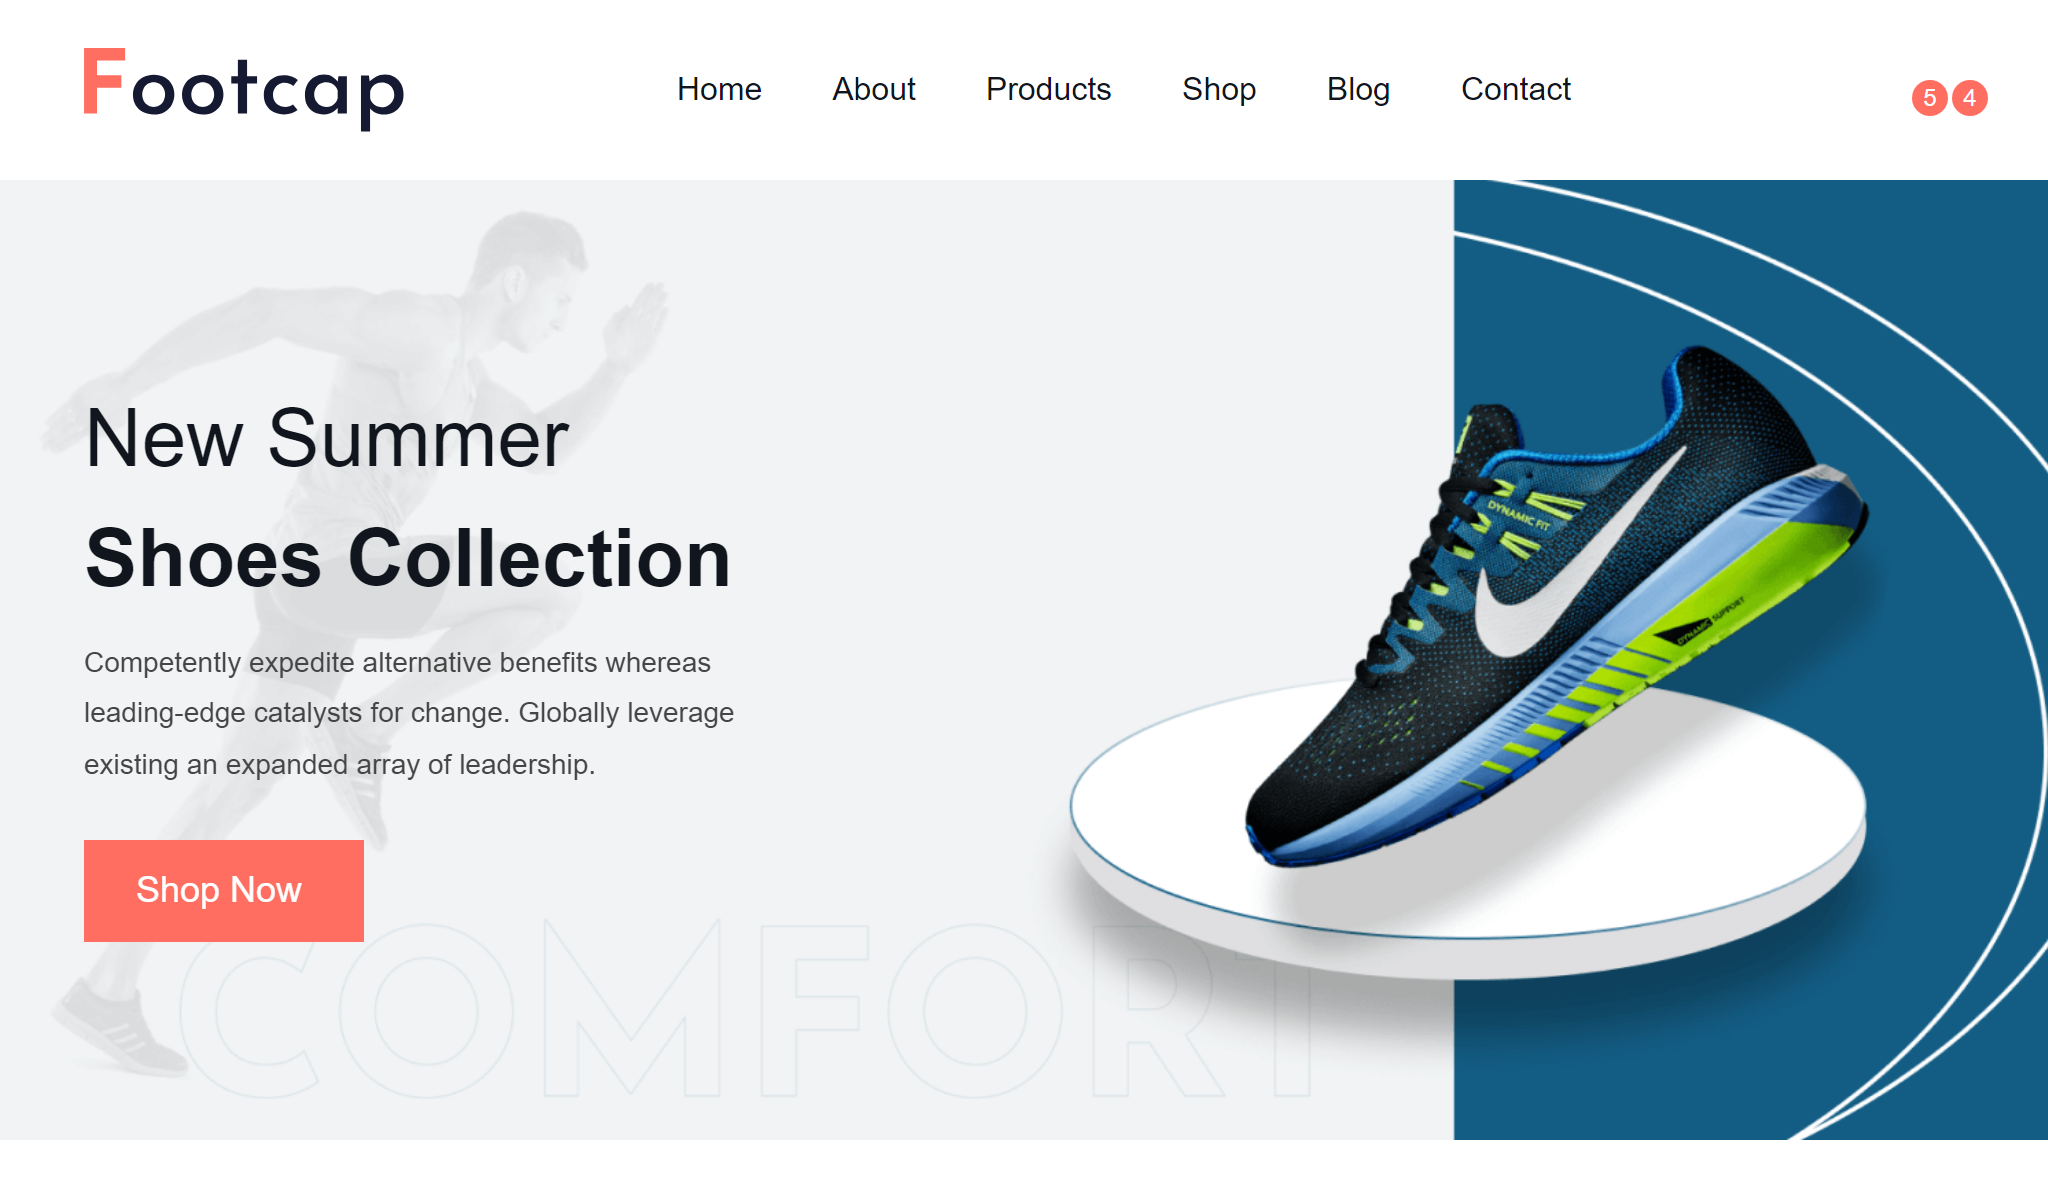 Footcap
Home About Products Shop Blog Contact
5 4
New Summer
Shoes Collection
Competently expedite alternative benefits whereas
leading-edge catalysts for change. Globally leverage
existing an expanded array of leadership.
Shop Now
DYNAMIC FIT
DYNAMIC SUPPORT
COMFORT